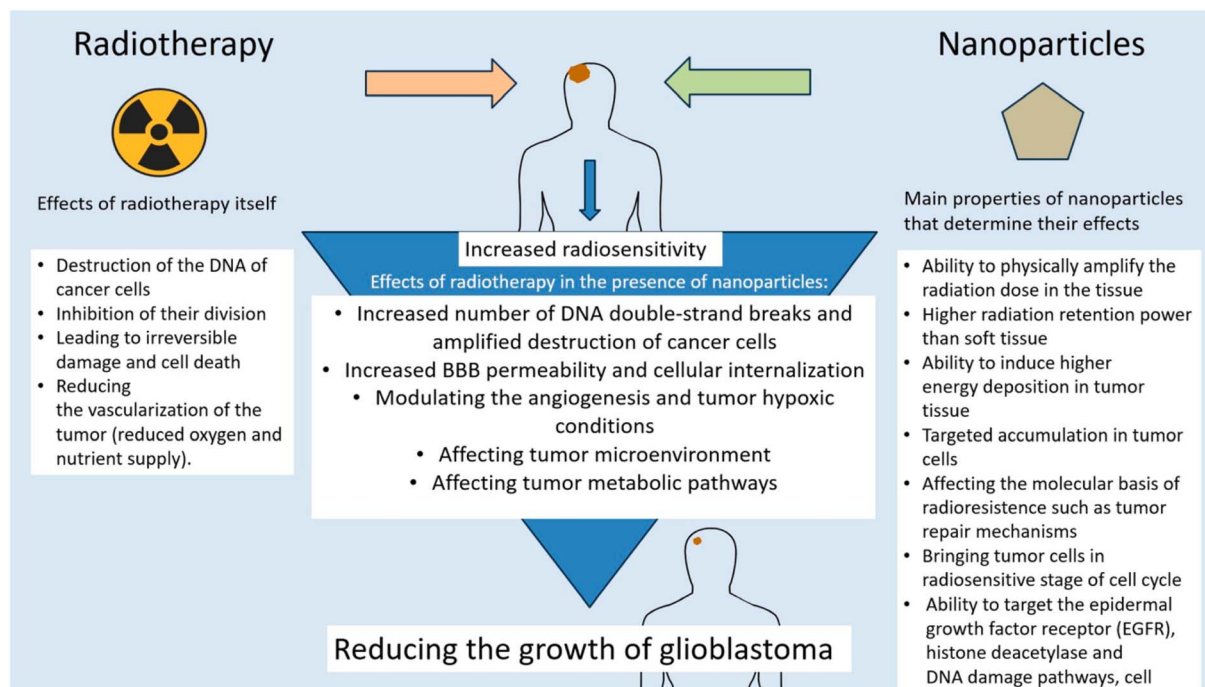 Radiotherapy
Effects of radiotherapy itself
• Destruction of the DNA of
cancer cells
• Inhibition of their division
• Leading to irreversible
damage and cell death
• Reducing
the vascularization of the
tumor (reduced oxygen and
nutrient supply).
Increased radiosensitivity
Effects of radiotherapy in the presence of nanoparticles:
• Increased number of DNA double-strand breaks and
amplified destruction of cancer cells
• Increased BBB permeability and cellular internalization
• Modulating the angiogenesis and tumor hypoxic
conditions
• Affecting tumor microenvironment
• Affecting tumor metabolic pathways
Reducing the growth of glioblastoma
Nanoparticles
Main properties of nanoparticles
that determine their effects
• Ability to physically amplify the
radiation dose in the tissue
• Higher radiation retention power
than soft tissue
• Ability to induce higher
energy deposition in tumor
tissue
• Targeted accumulation in tumor
cells
• Affecting the molecular basis of
radioresistence such as tumor
repair mechanisms
• Bringing tumor cells in
radiosensitive stage of cell cycle
• Ability to target the epidermal
growth factor receptor (EGFR),
histone deacetylase and
DNA damage pathways, cell